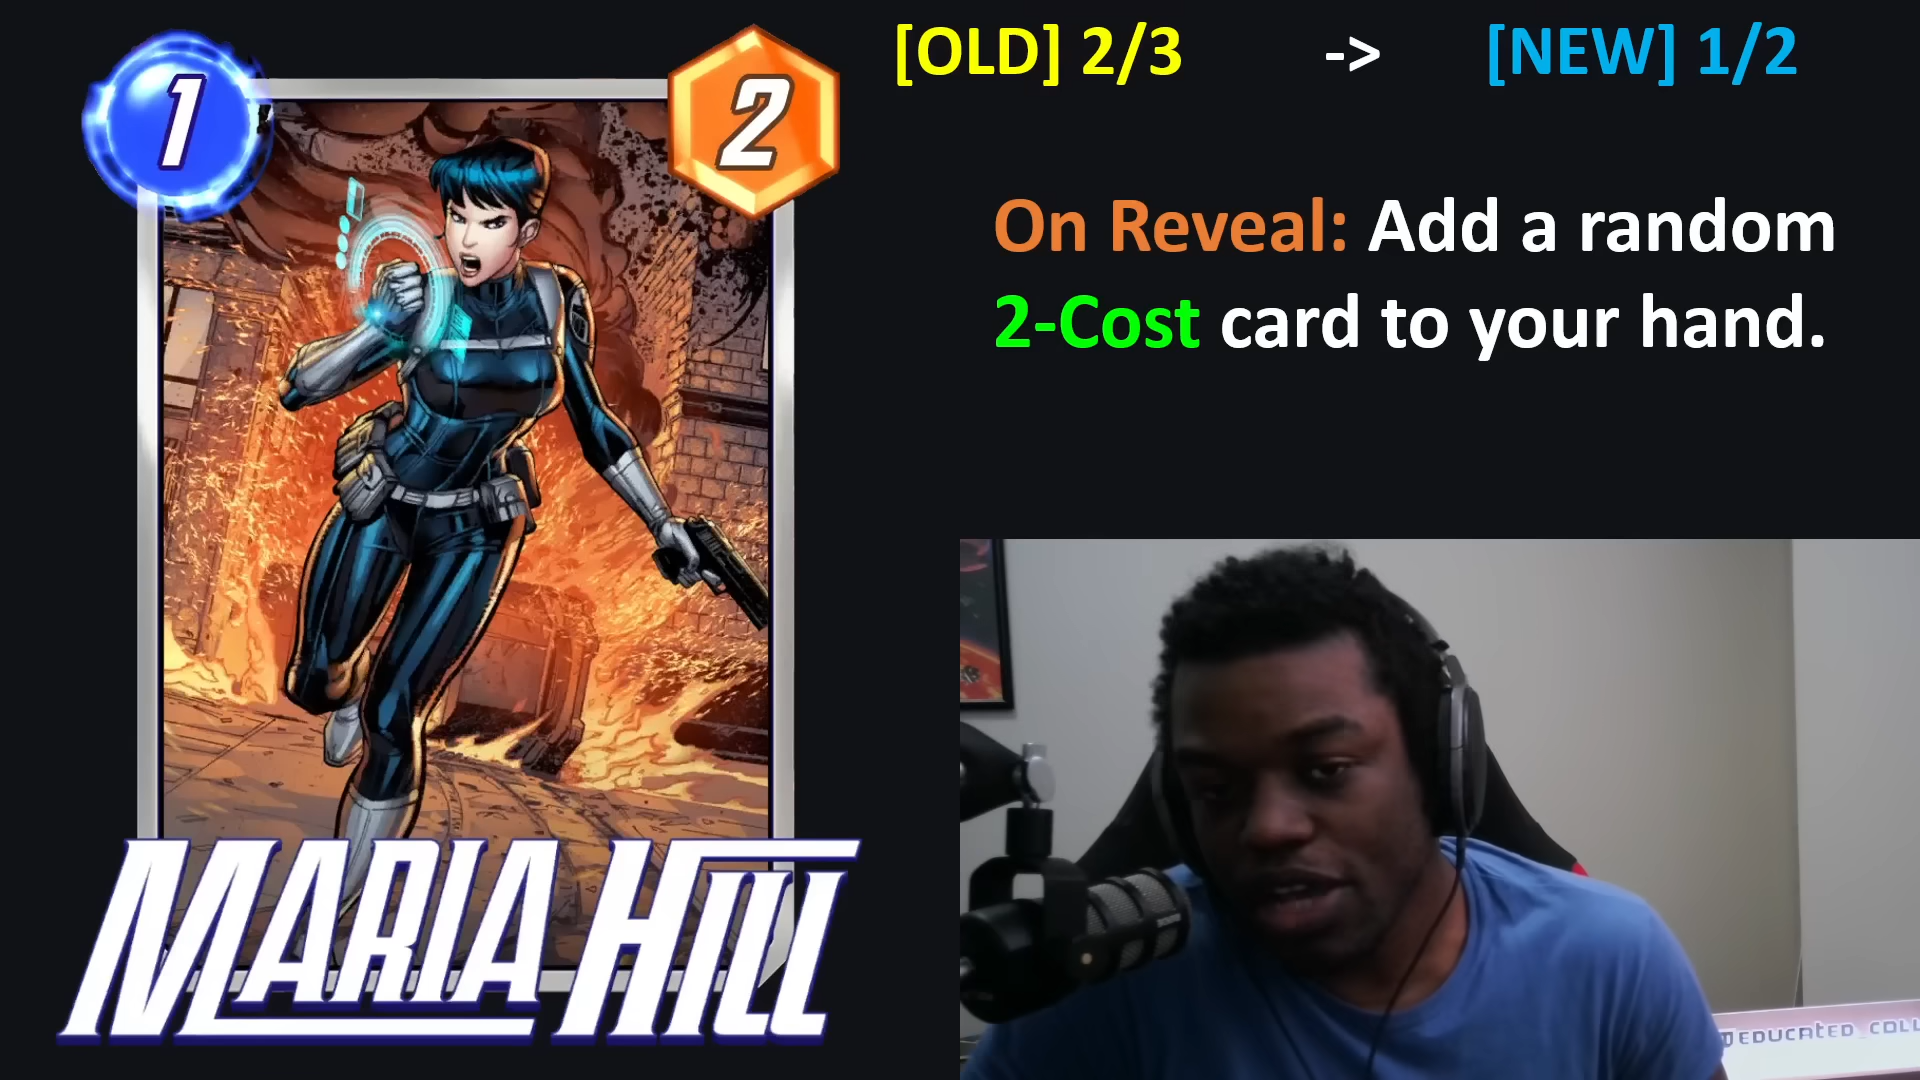 [OLD] 2/3 -> [NEW] 1/2
1
2
On Reveal: Add a random
2-Cost card to your hand.
MARIA HILL
EDUCATED_COLL